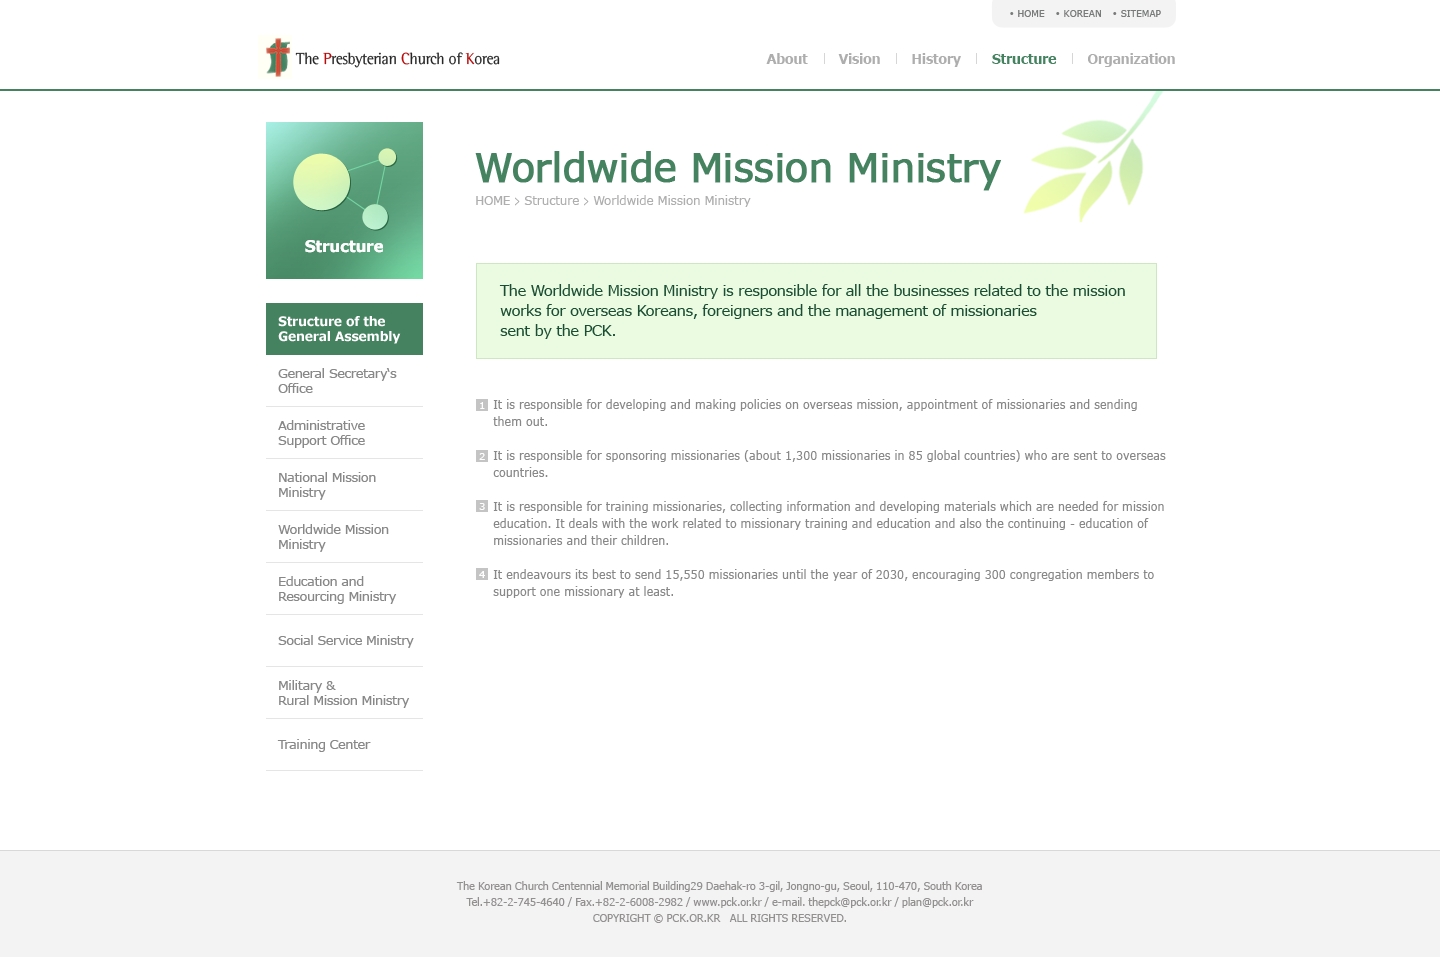 • HOME • KOREAN • SITEMAP
The Presbyterian Church of Korea
About Vision History Structure Organization
Structure
Structure of the
General Assembly
General Secretary's
Office
Administrative
Support Office
National Mission
Ministry
Worldwide Mission
Ministry
Education and
Resourcing Ministry
Social Service Ministry
Military &
Rural Mission Ministry
Training Center
Worldwide Mission Ministry
HOME > Structure > Worldwide Mission Ministry
The Worldwide Mission Ministry is responsible for all the businesses related to the mission
works for overseas Koreans, foreigners and the management of missionaries
sent by the PCK.
1 It is responsible for developing and making policies on overseas mission, appointment of missionaries and sending
them out.
2 It is responsible for sponsoring missionaries (about 1,300 missionaries in 85 global countries) who are sent to overseas
countries.
3 It is responsible for training missionaries, collecting information and developing materials which are needed for mission
education. It deals with the work related to missionary training and education and also the continuing - education of
missionaries and their children.
4 It endeavours its best to send 15,550 missionaries until the year of 2030, encouraging 300 congregation members to
support one missionary at least.
The Korean Church Centennial Memorial Building29 Daehak-ro 3-gil, Jongno-gu, Seoul, 110-470, South Korea
Tel.+82-2-745-4640 / Fax.+82-2-6008-2982 / www.pck.or.kr / e-mail. thepck@pck.or.kr / plan@pck.or.kr
COPYRIGHT © PCK.OR.KR ALL RIGHTS RESERVED.